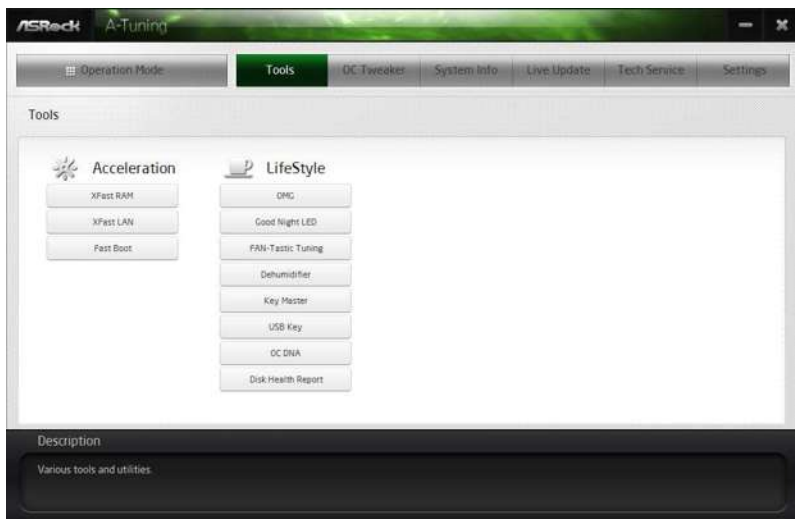 ASRock A-Tuning
Operation Mode Tools OC Tweaker System Info Live Update Tech Service Settings
Tools
Acceleration
XFast RAM
XFast LAN
Fast Boot
LifeStyle
OMG
Good Night LED
FAN-Tastic Tuning
Dehumidifier
Key Master
USB Key
OC DNA
Disk Health Report
Description
Various tools and utilities.